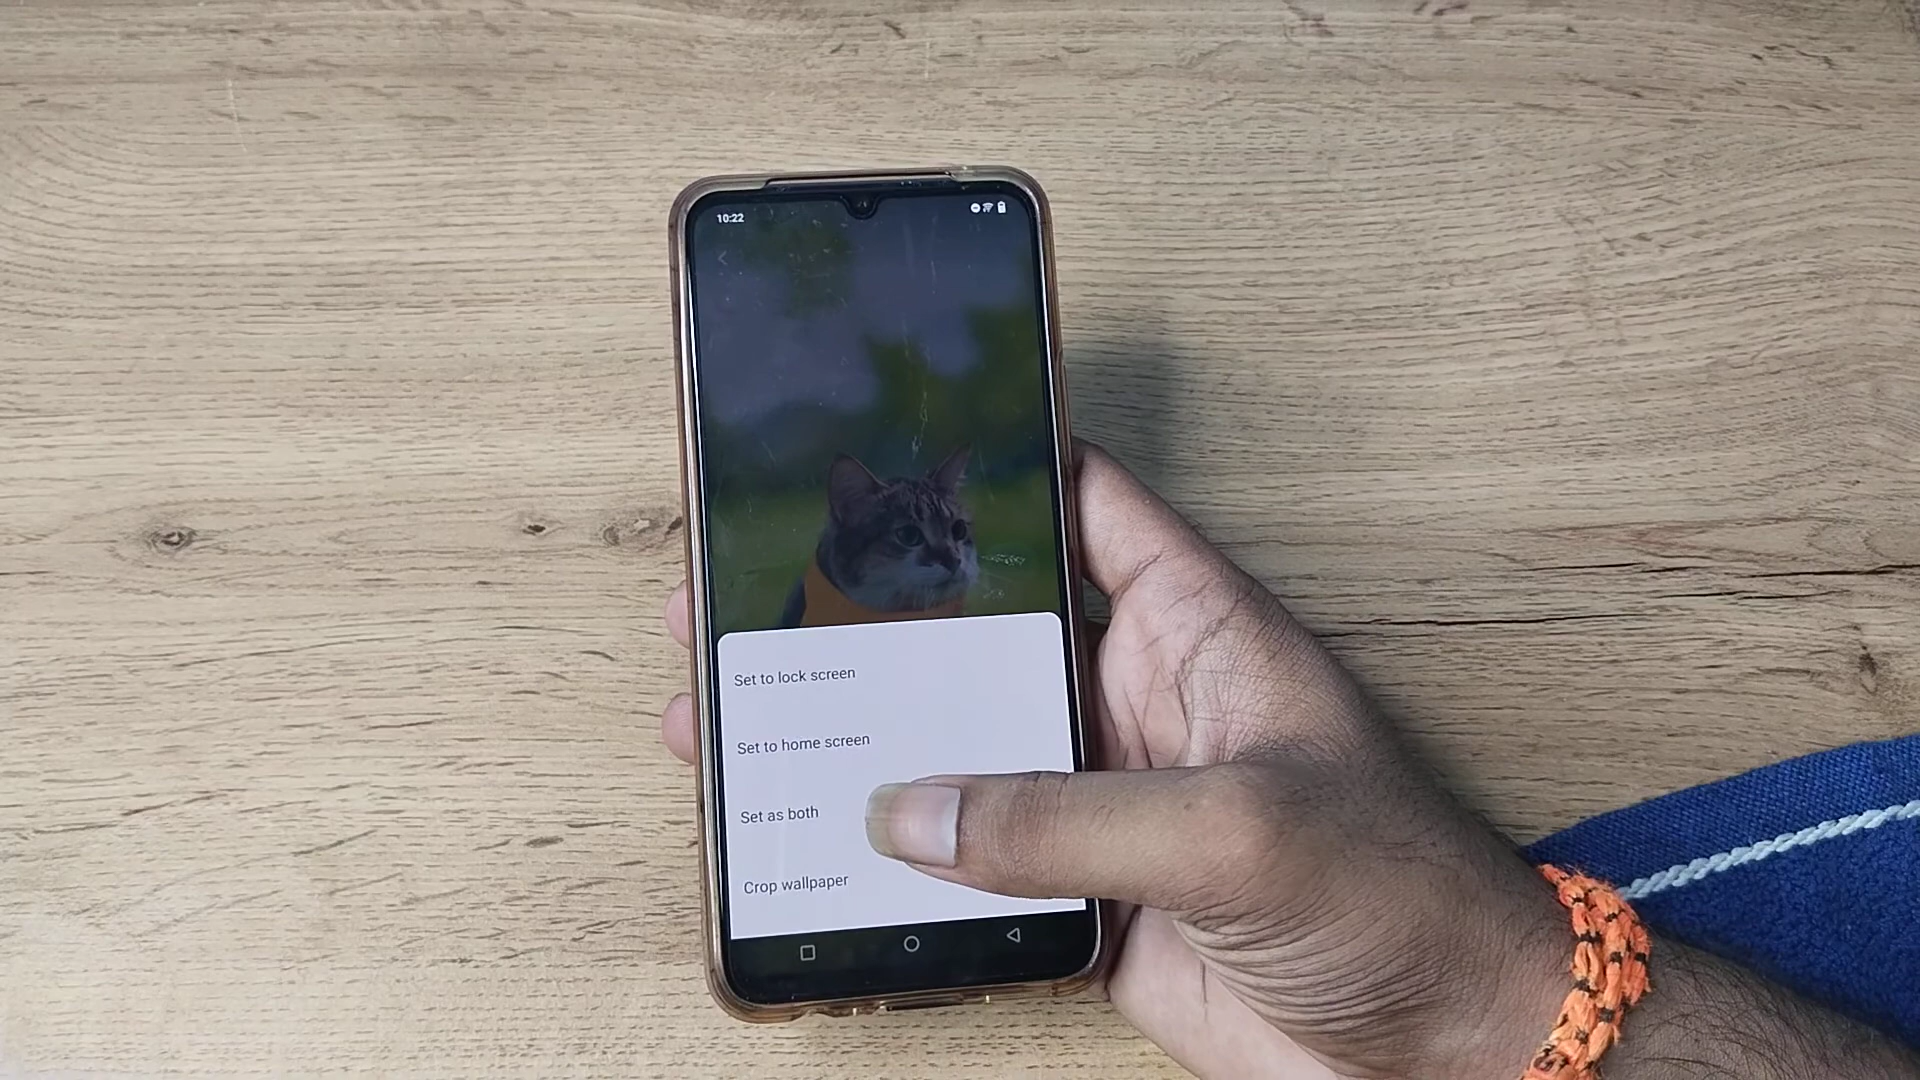 10:22
Set to lock screen
Set to home screen
Set as both
Crop wallpaper